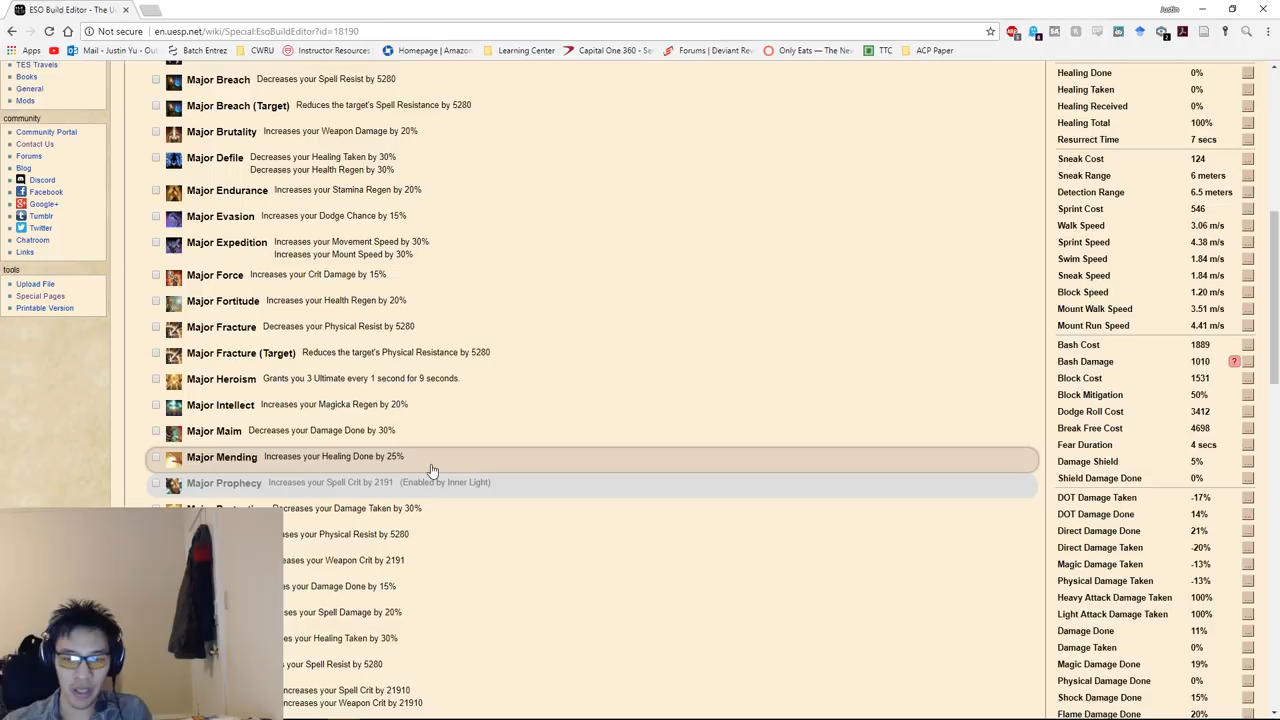 ESO Build Editor - UESP
Justin
Not secure | en.uesp.net/wiki/Special:EsoBuildEditor?id=18190
Apps
Mail - Justin Yu - Out
Batch Entrez
CWRU
Instructor Resources
Homepage | Amazon
Learning Center
Capital One 360 - Se
Forums | Deviant Rev
Only Eats — The Nev
TTC
ACP Paper
TES Travels
Books
General
Mods
community
Community Portal
Contact Us
Forums
Blog
Discord
Facebook
Google+
Tumblr
Twitter
Chatroom
Links
tools
Upload File
Special Pages
Printable Version
Major Breach Decreases your Spell Resist by 5280
Major Breach (Target) Reduces the target's Spell Resistance by 5280
Major Brutality Increases your Weapon Damage by 20%
Major Defile Decreases your Healing Taken by 30%
Decreases your Health Regen by 30%
Major Endurance Increases your Stamina Regen by 20%
Major Evasion Increases your Dodge Chance by 15%
Major Expedition Increases your Movement Speed by 30%
Increases your Mount Speed by 30%
Major Force Increases your Crit Damage by 15%
Major Fortitude Increases your Health Regen by 20%
Major Fracture Decreases your Physical Resist by 5280
Major Fracture (Target) Reduces the target's Physical Resistance by 5280
Major Heroism Grants you 3 Ultimate every 1 second for 9 seconds.
Major Intellect Increases your Magicka Regen by 20%
Major Maim Decreases your Damage Done by 30%
Major Mending Increases your Healing Done by 25%
Major Prophecy Increases your Spell Crit by 2191 (Enabled by Inner Light)
ecreases your Damage Taken by 30%
eases your Physical Resist by 5280
eases your Weapon Crit by 2191
eases your Damage Done by 15%
es your Spell Damage by 20%
es your Healing Taken by 30%
s your Spell Resist by 5280
ncreases your Spell Crit by 21910
ncreases your Weapon Crit by 21910
Healing Done 0%
Healing Taken 0%
Healing Received 0%
Healing Total 100%
Resurrect Time 7 secs
Sneak Cost 124
Sneak Range 6 meters
Detection Range 6.5 meters
Sprint Cost 546
Walk Speed 3.06 m/s
Sprint Speed 4.38 m/s
Swim Speed 1.84 m/s
Sneak Speed 1.84 m/s
Block Speed 1.20 m/s
Mount Walk Speed 3.51 m/s
Mount Run Speed 4.41 m/s
Bash Cost 1889
Bash Damage 1010 ?
Block Cost 1531
Block Mitigation 50%
Dodge Roll Cost 3412
Break Free Cost 4698
Fear Duration 4 secs
Damage Shield 5%
Shield Damage Done 0%
DOT Damage Taken -17%
DOT Damage Done 14%
Direct Damage Done 21%
Direct Damage Taken -20%
Magic Damage Taken -13%
Physical Damage Taken -13%
Heavy Attack Damage Taken 100%
Light Attack Damage Taken 100%
Damage Done 11%
Damage Taken 0%
Magic Damage Done 19%
Physical Damage Done 0%
Shock Damage Done 15%
Flame Damage Done 20%